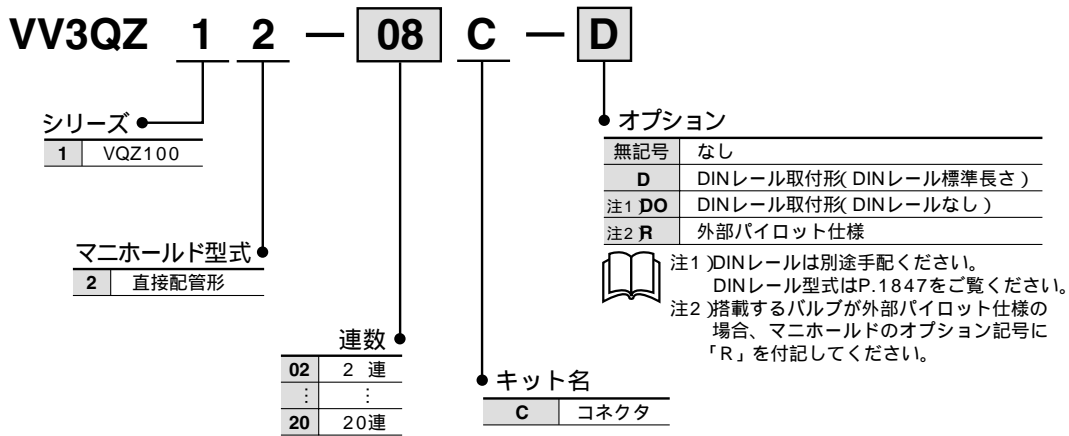 VV3QZ 1 2 — 08 C — D
シリーズ
1 VQZ100
マニホールド型式
2 直接配管形
連数
02 2 連
⋮ ⋮
20 20連
キット名
C コネクタ
オプション
無記号 なし
D DINレール取付形(DINレール標準長さ)
注1)DO DINレール取付形(DINレールなし)
注2)R 外部パイロット仕様
注1)DINレールは別途手配ください。
DINレール型式はP.1847をご覧ください。
注2)搭載するバルブが外部パイロット仕様の
場合、マニホールドのオプション記号に
「R」を付記してください。